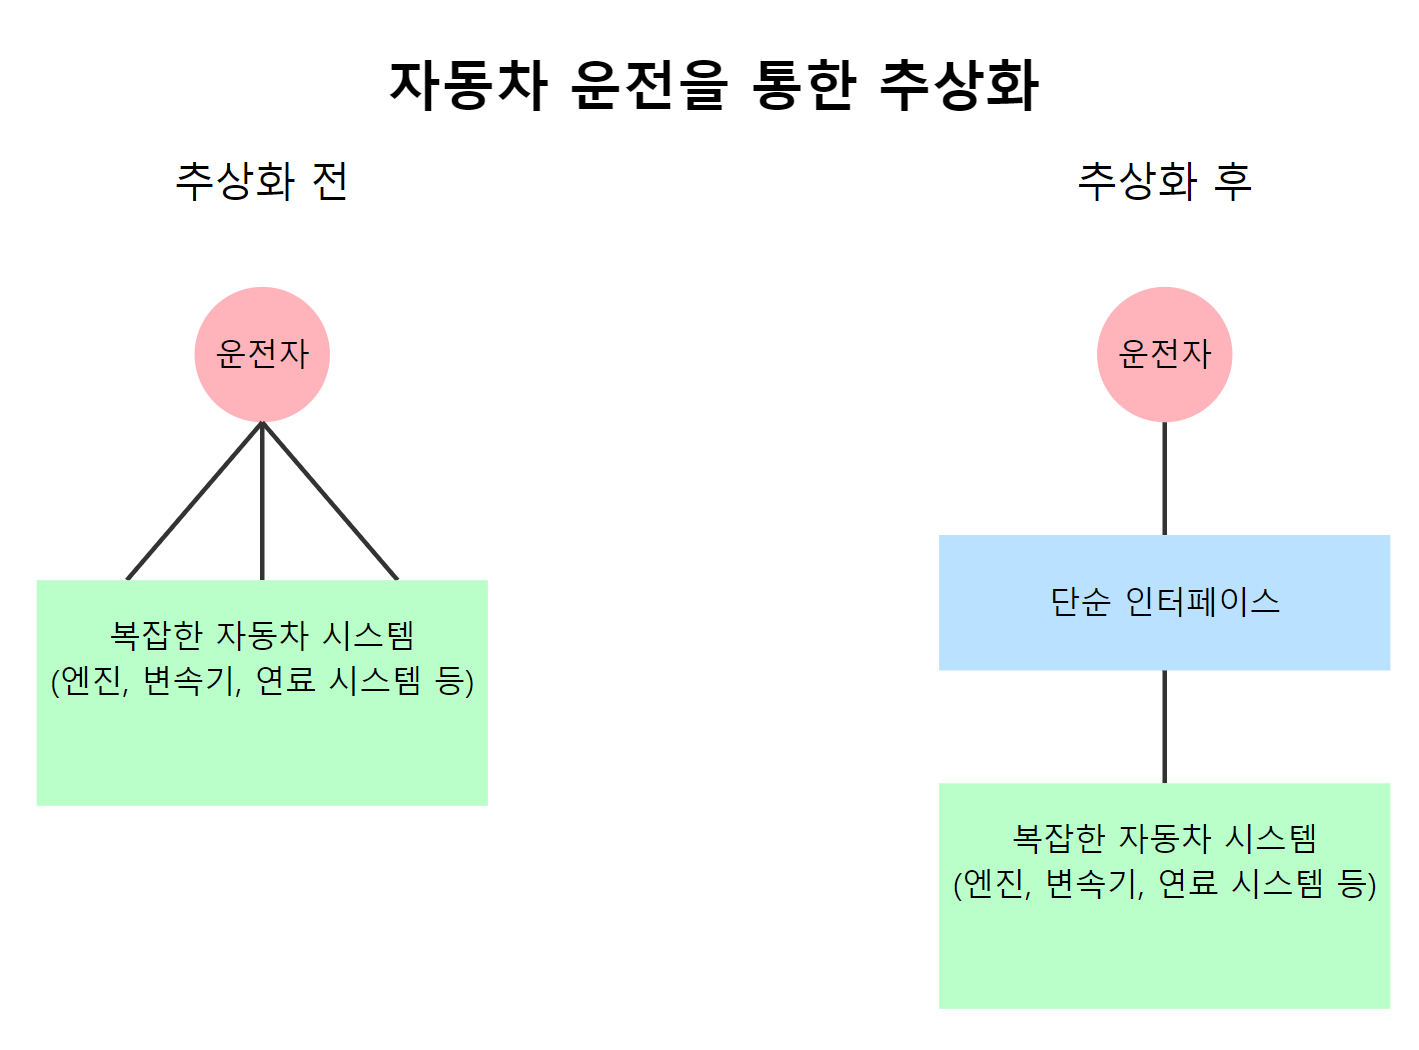 자동차 운전을 통한 추상화
추상화 전
추상화 후
운전자
운전자
복잡한 자동차 시스템
(엔진, 변속기, 연료 시스템 등)
단순 인터페이스
복잡한 자동차 시스템
(엔진, 변속기, 연료 시스템 등)